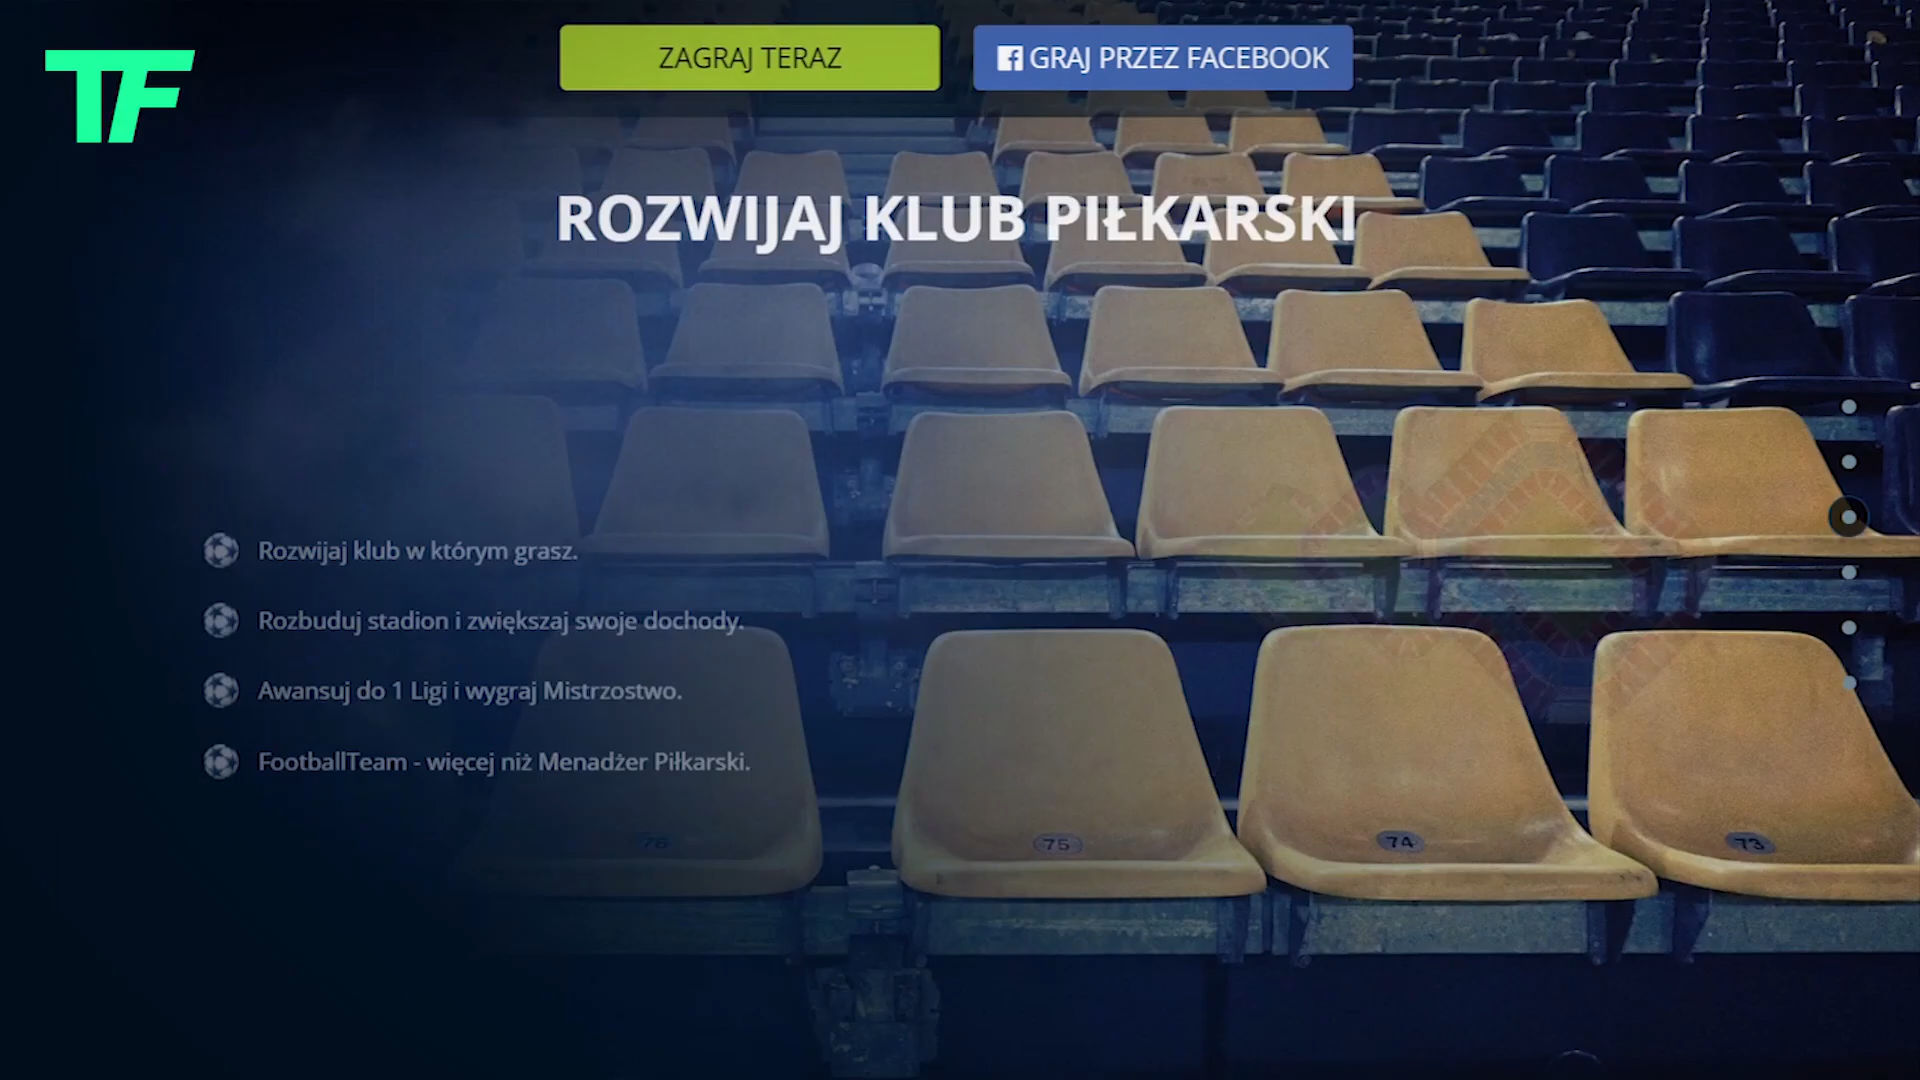 TF
ZAGRAJ TERAZ
GRAJ PRZEZ FACEBOOK
ROZWIJAJ KLUB PIŁKARSKI
Rozwijaj klub w którym grasz.
Rozbuduj stadion i zwiększaj swoje dochody.
Awansuj do 1 Ligi i wygraj Mistrzostwo.
FootballTeam - więcej niż Menadżer Piłkarski.
76 75 74 73